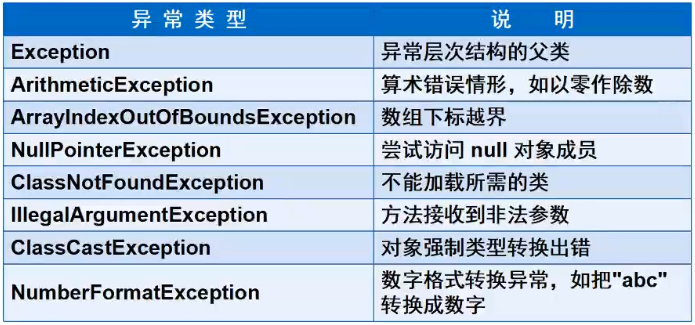 异 常 类 型 说 明
Exception 异常层次结构的父类
ArithmeticException 算术错误情形，如以零作除数
ArrayIndexOutOfBoundsException 数组下标越界
NullPointerException 尝试访问 null 对象成员
ClassNotFoundException 不能加载所需的类
IllegalArgumentException 方法接收到非法参数
ClassCastException 对象强制类型转换出错
NumberFormatException 数字格式转换异常，如把"abc"
转换成数字